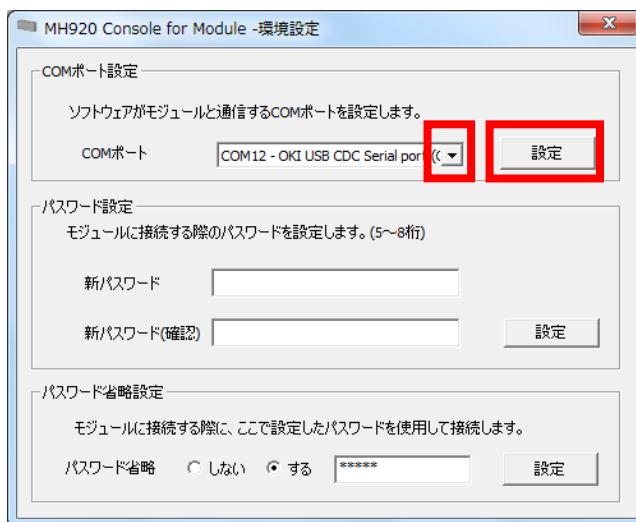 MH920 Console for Module -環境設定
COMポート設定
ソフトウェアがモジュールと通信するCOMポートを設定します。
COMポート
COM12 - OKI USB CDC Serial port (C
設定
パスワード設定
モジュールに接続する際のパスワードを設定します。(5～8桁)
新パスワード
新パスワード(確認)
設定
パスワード省略設定
モジュールに接続する際に、ここで設定したパスワードを使用して接続します。
パスワード省略 しない する ***** 設定